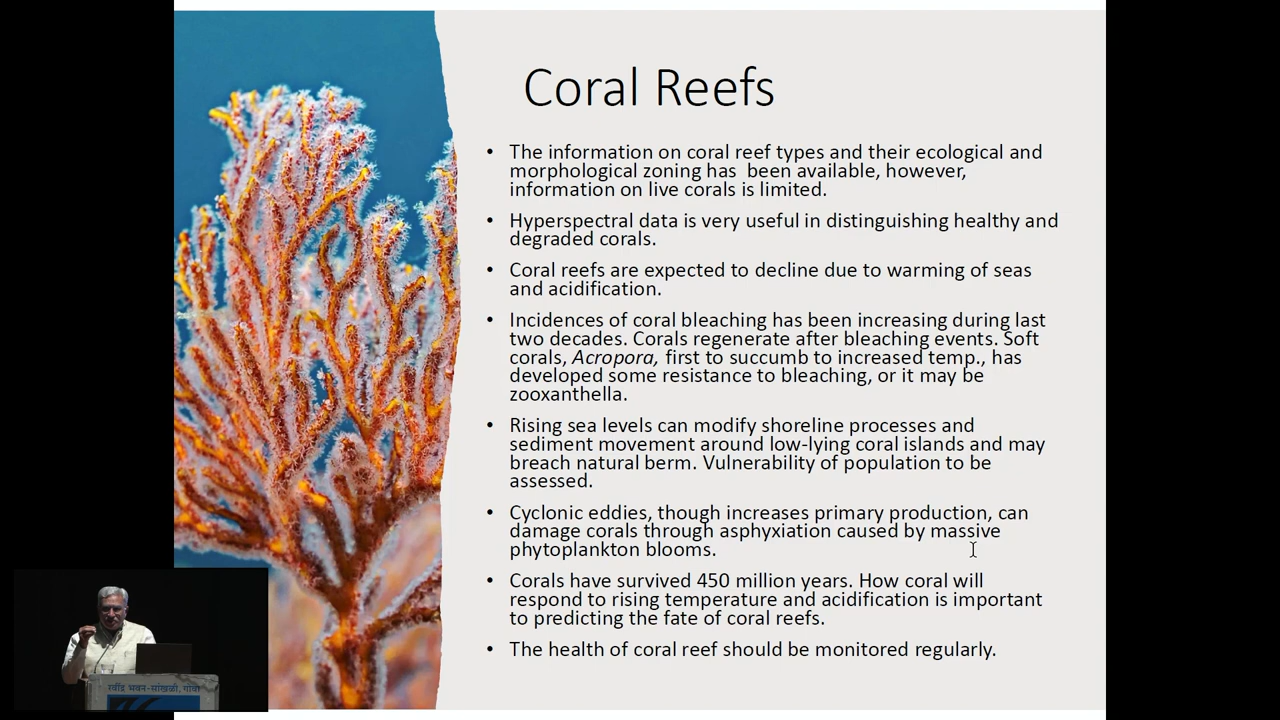 Coral Reefs
• The information on coral reef types and their ecological and
morphological zoning has been available, however,
information on live corals is limited.
• Hyperspectral data is very useful in distinguishing healthy and
degraded corals.
• Coral reefs are expected to decline due to warming of seas
and acidification.
• Incidences of coral bleaching has been increasing during last
two decades. Corals regenerate after bleaching events. Soft
corals, Acropora, first to succumb to increased temp., has
developed some resistance to bleaching, or it may be
zooxanthella.
• Rising sea levels can modify shoreline processes and
sediment movement around low-lying coral islands and may
breach natural berm. Vulnerability of population to be
assessed.
• Cyclonic eddies, though increases primary production, can
damage corals through asphyxiation caused by massive
phytoplankton blooms.
• Corals have survived 450 million years. How coral will
respond to rising temperature and acidification is important
to predicting the fate of coral reefs.
• The health of coral reef should be monitored regularly.
रवींद्र भवन-सांखळी, गोवा